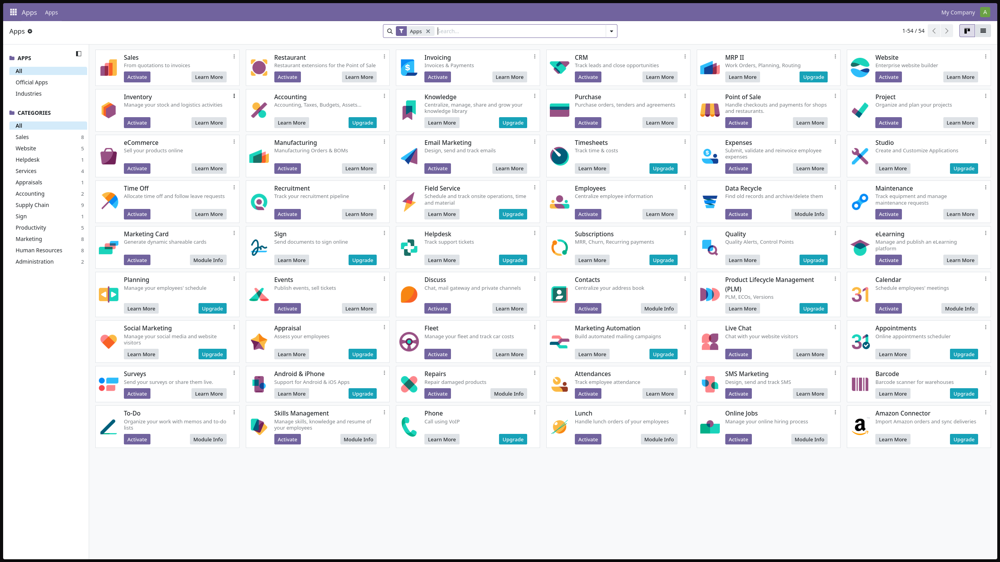 Apps Apps My Company A
Apps Apps Search... 1-54 / 54
APPS
All
Official Apps
Industries
CATEGORIES
All
Sales 8
Website 5
Helpdesk 1
Services 4
Appraisals 1
Accounting 2
Supply Chain 9
Sign 1
Productivity 5
Marketing 8
Human Resources 8
Administration 2
Sales
From quotations to invoices
Activate Learn More
Restaurant
Restaurant extensions for the Point of Sale
Activate Learn More
Invoicing
Invoices & Payments
Activate Learn More
CRM
Track leads and close opportunities
Activate Learn More
MRP II
Work Orders, Planning, Routing
Learn More Upgrade
Website
Enterprise website builder
Activate Learn More
Inventory
Manage your stock and logistics activities
Activate Learn More
Accounting
Accounting, Taxes, Budgets, Assets...
Learn More Upgrade
Knowledge
Centralize, manage, share and grow your
knowledge library
Learn More Upgrade
Purchase
Purchase orders, tenders and agreements
Activate Learn More
Point of Sale
Handle checkouts and payments for shops
and restaurants.
Activate Learn More
Project
Organize and plan your projects
Activate Learn More
eCommerce
Sell your products online
Activate Learn More
Manufacturing
Manufacturing Orders & BOMs
Activate Learn More
Email Marketing
Design, send and track emails
Activate Learn More
Timesheets
Track time & costs
Learn More Upgrade
Expenses
Submit, validate and reinvoice employee
expenses
Activate Learn More
Studio
Create and Customize Applications
Learn More Upgrade
Time Off
Allocate time off and follow leave requests
Activate Learn More
Recruitment
Track your recruitment pipeline
Activate Learn More
Field Service
Schedule and track onsite operations, time
and material
Learn More Upgrade
Employees
Centralize employee information
Activate Learn More
Data Recycle
Find old records and archive/delete them
Activate Module Info
Maintenance
Track equipment and manage
maintenance requests
Activate Learn More
Marketing Card
Generate dynamic shareable cards
Activate Module Info
Sign
Send documents to sign online
Learn More Upgrade
Helpdesk
Track support tickets
Learn More Upgrade
Subscriptions
MRR, Churn, Recurring payments
Learn More Upgrade
Quality
Quality Alerts, Control Points
Learn More Upgrade
eLearning
Manage and publish an eLearning
platform
Activate Learn More
Planning
Manage your employees' schedule
Learn More Upgrade
Events
Publish events, sell tickets
Activate Learn More
Discuss
Chat, mail gateway and private channels
Activate Learn More
Contacts
Centralize your address book
Activate Module Info
Product Lifecycle Management
(PLM)
PLM, ECOs, Versions
Learn More Upgrade
31
Calendar
Schedule employees' meetings
Activate Module Info
Social Marketing
Manage your social media and website
visitors
Learn More Upgrade
Appraisal
Assess your employees
Learn More Upgrade
Fleet
Manage your fleet and track car costs
Activate Learn More
Marketing Automation
Build automated mailing campaigns
Learn More Upgrade
Live Chat
Chat with your website visitors
Activate Learn More
31
Appointments
Online appointments scheduler
Learn More Upgrade
Surveys
Send your surveys or share them live.
Activate Learn More
Android & iPhone
Support for Android & iOS Apps
Learn More Upgrade
Repairs
Repair damaged products
Activate Module Info
Attendances
Track employee attendance
Activate Learn More
SMS Marketing
Design, send and track SMS
Activate Learn More
Barcode
Barcode scanner for warehouses
Learn More Upgrade
To-Do
Organize your work with memos and to-do
lists
Activate Module Info
Skills Management
Manage skills, knowledge and resume of
your employees
Activate Module Info
Phone
Call using VoIP
Learn More Upgrade
Lunch
Handle lunch orders of your employees
Activate Module Info
Online Jobs
Manage your online hiring process
Activate Module Info
a TM
Amazon Connector
Import Amazon orders and sync deliveries
Learn More Upgrade